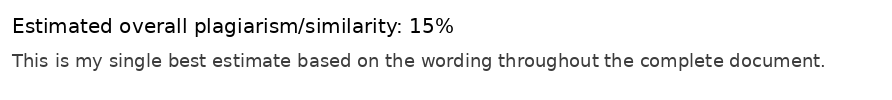 Estimated overall plagiarism/similarity: 15%
This is my single best estimate based on the wording throughout the complete document.